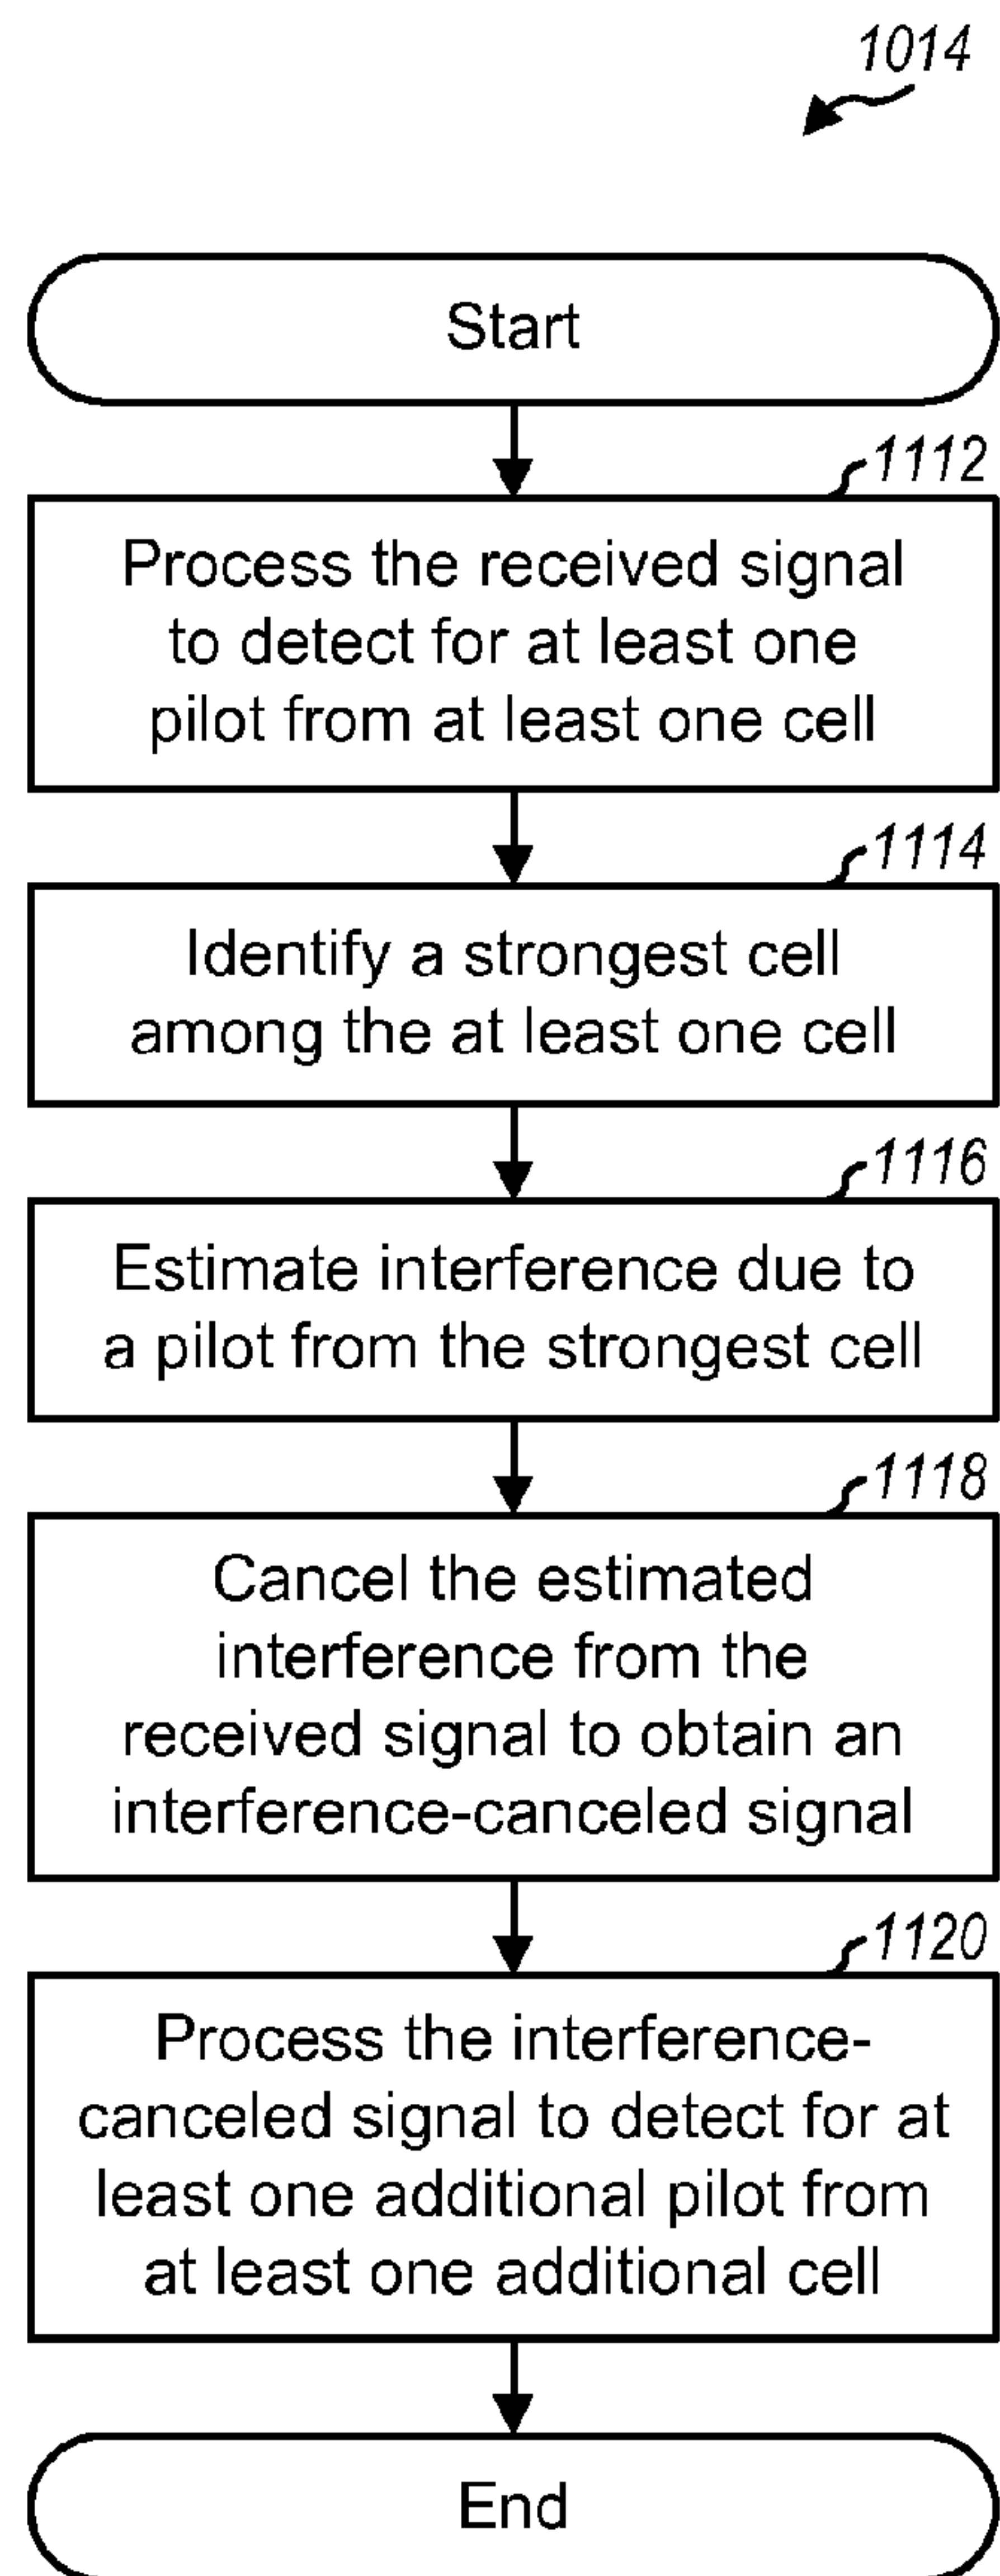 1014
Start
1112
Process the received signal
to detect for at least one
pilot from at least one cell
1114
Identify a strongest cell
among the at least one cell
1116
Estimate interference due to
a pilot from the strongest cell
1118
Cancel the estimated
interference from the
received signal to obtain an
interference-canceled signal
1120
Process the interference-
canceled signal to detect for at
least one additional pilot from
at least one additional cell
End